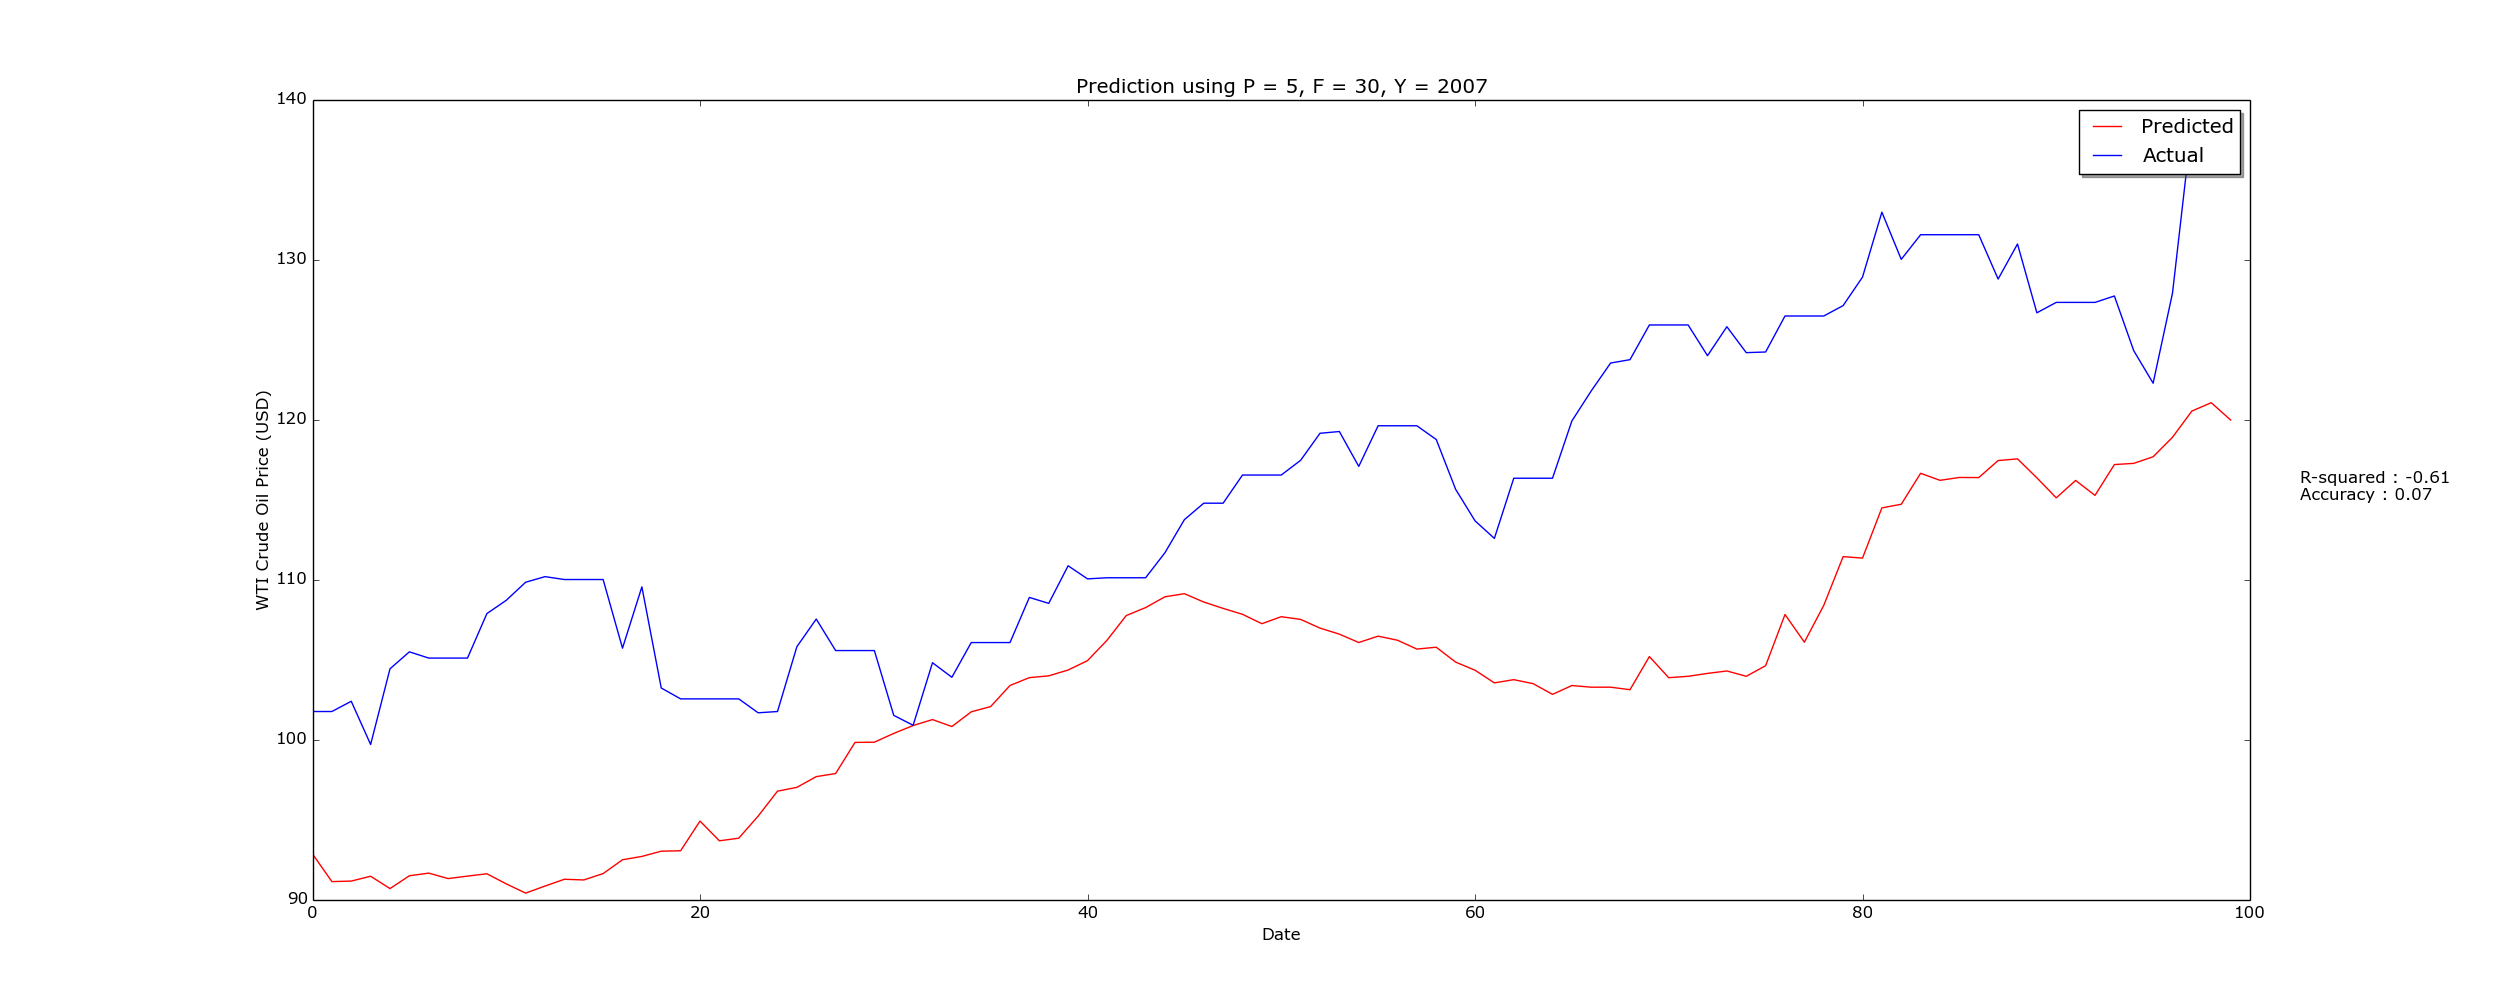 Prediction using P = 5, F = 30, Y = 2007
140
130
120
110
100
90
WTI Crude Oil Price (USD)
Predicted
Actual
R-squared : -0.61
Accuracy : 0.07
0 20 40 60 80 100
Date